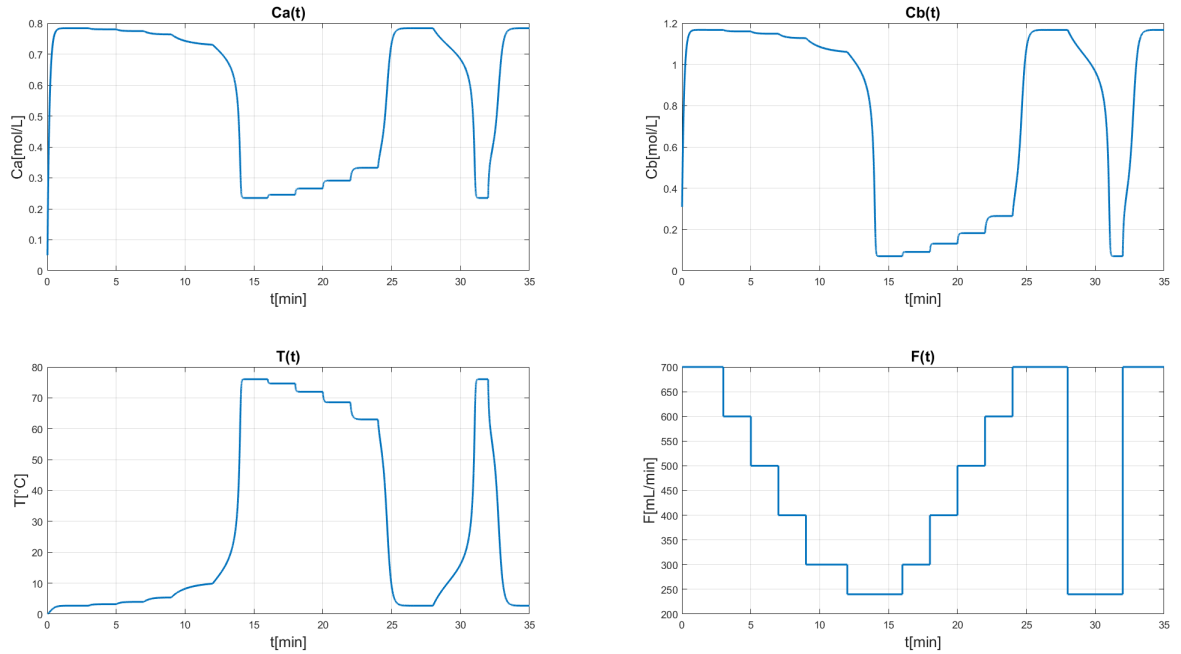 Ca(t)
Ca[mol/L]
0.8
0.7
0.6
0.5
0.4
0.3
0.2
0.1
0
0 5 10 15 20 25 30 35
t[min]
Cb(t)
Cb[mol/L]
1.2
1
0.8
0.6
0.4
0.2
0
0 5 10 15 20 25 30 35
t[min]
T(t)
T[°C]
80
70
60
50
40
30
20
10
0
0 5 10 15 20 25 30 35
t[min]
F(t)
F[mL/min]
700
650
600
550
500
450
400
350
300
250
200
0 5 10 15 20 25 30 35
t[min]